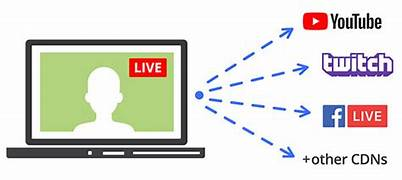 LIVE
YouTube
twitch
f LIVE
+other CDNs